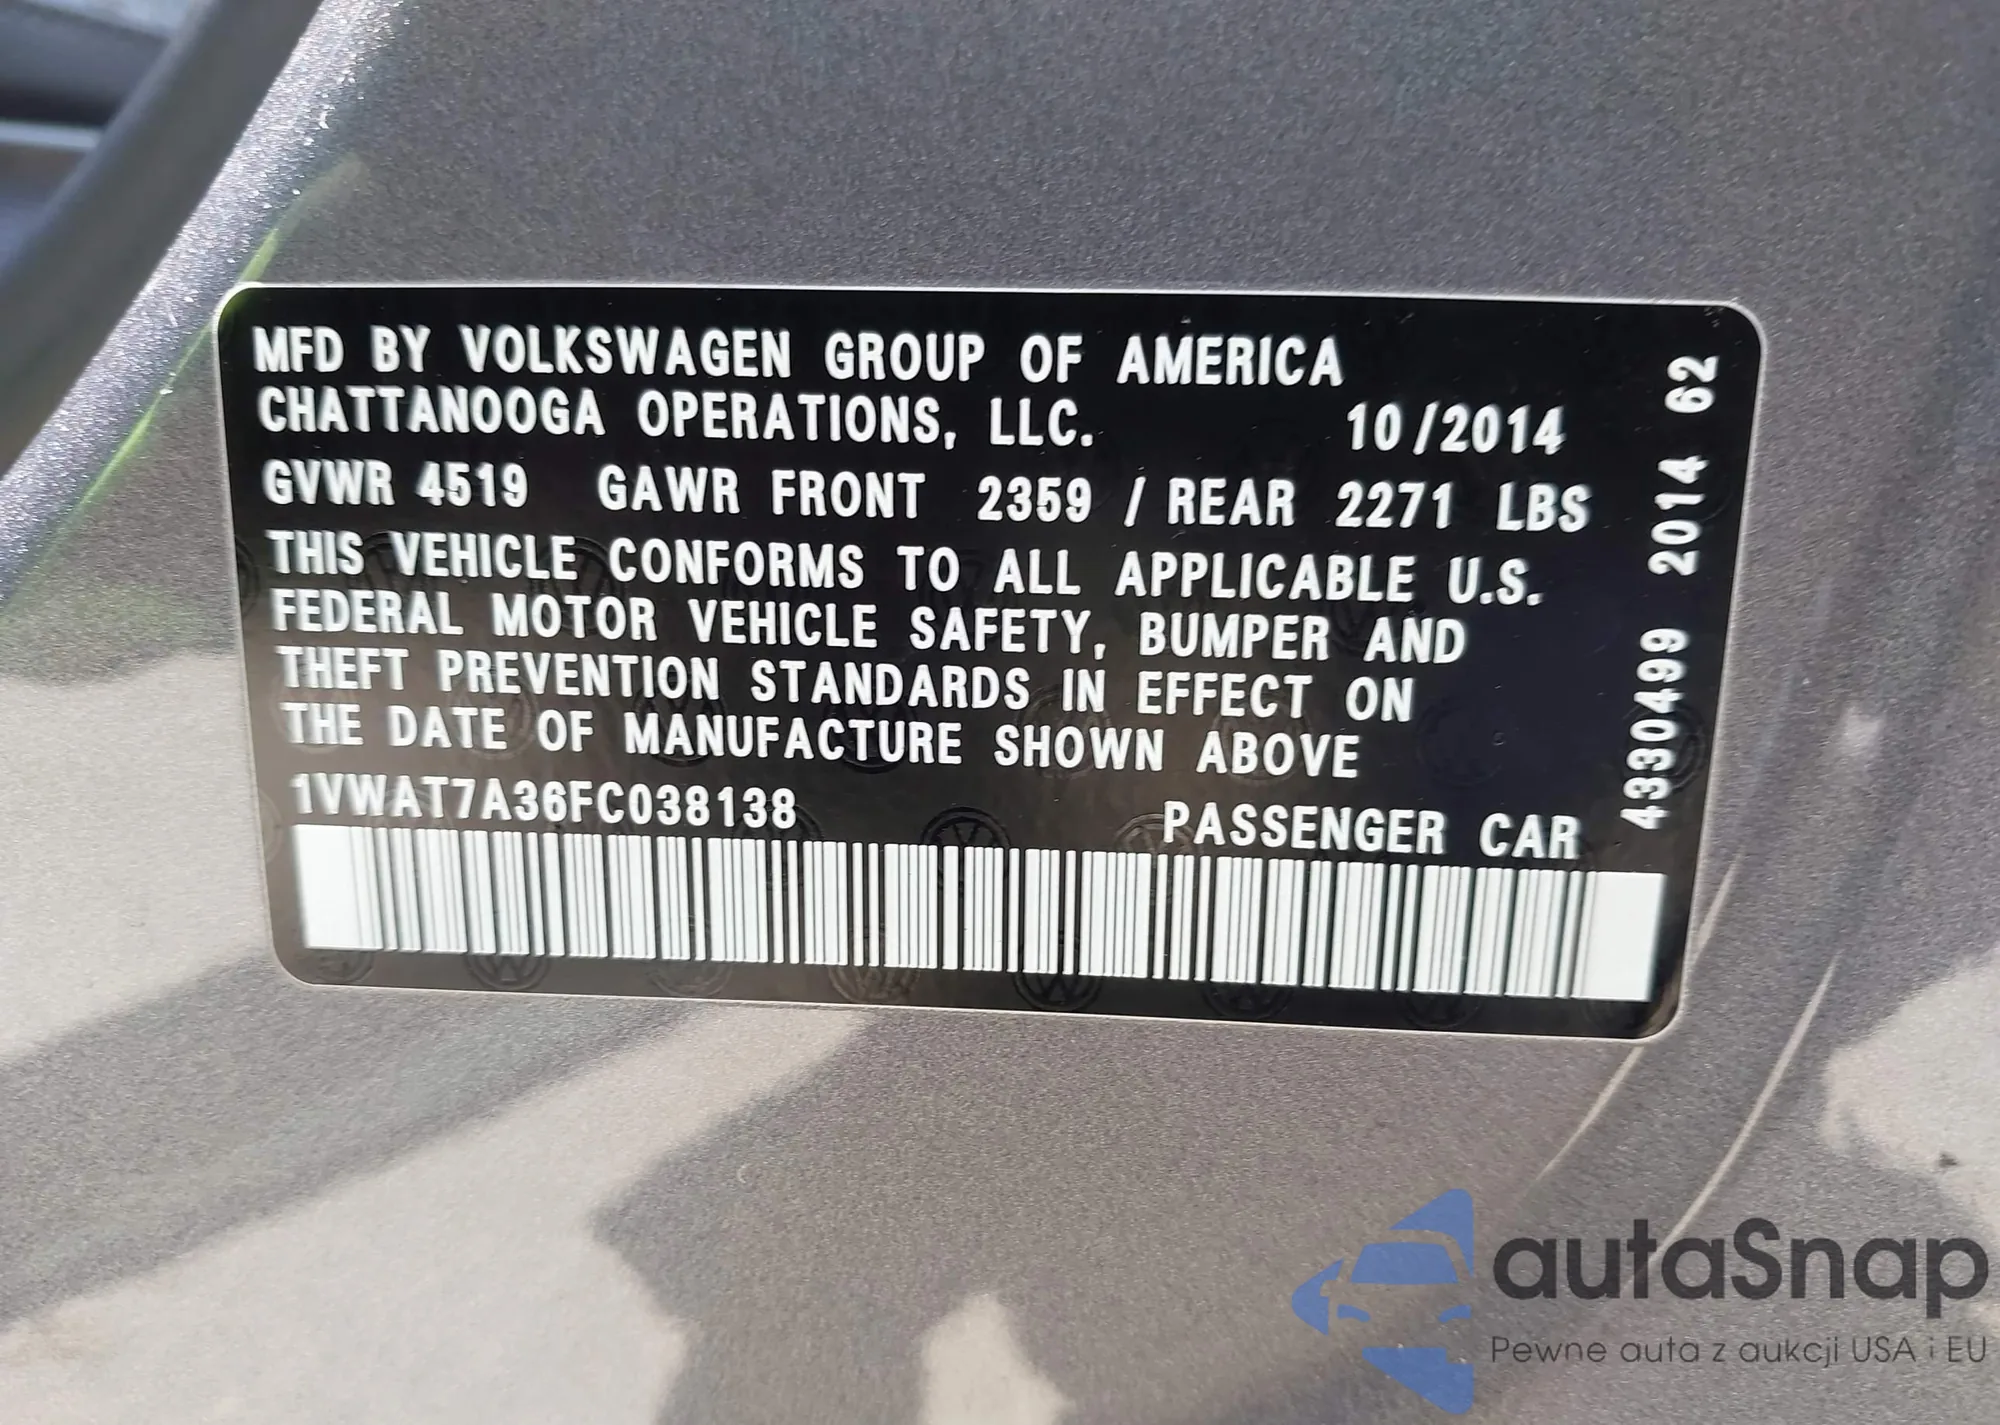 MFD BY VOLKSWAGEN GROUP OF AMERICA
CHATTANOOGA OPERATIONS, LLC. 10/2014
GVWR 4519 GAWR FRONT 2359 / REAR 2271 LBS
THIS VEHICLE CONFORMS TO ALL APPLICABLE U.S.
FEDERAL MOTOR VEHICLE SAFETY, BUMPER AND
THEFT PREVENTION STANDARDS IN EFFECT ON
THE DATE OF MANUFACTURE SHOWN ABOVE
1VWAT7A36FC038138 PASSENGER CAR
4330499 2014 62
autaSnap
Pewne auta z aukcji USA i EU